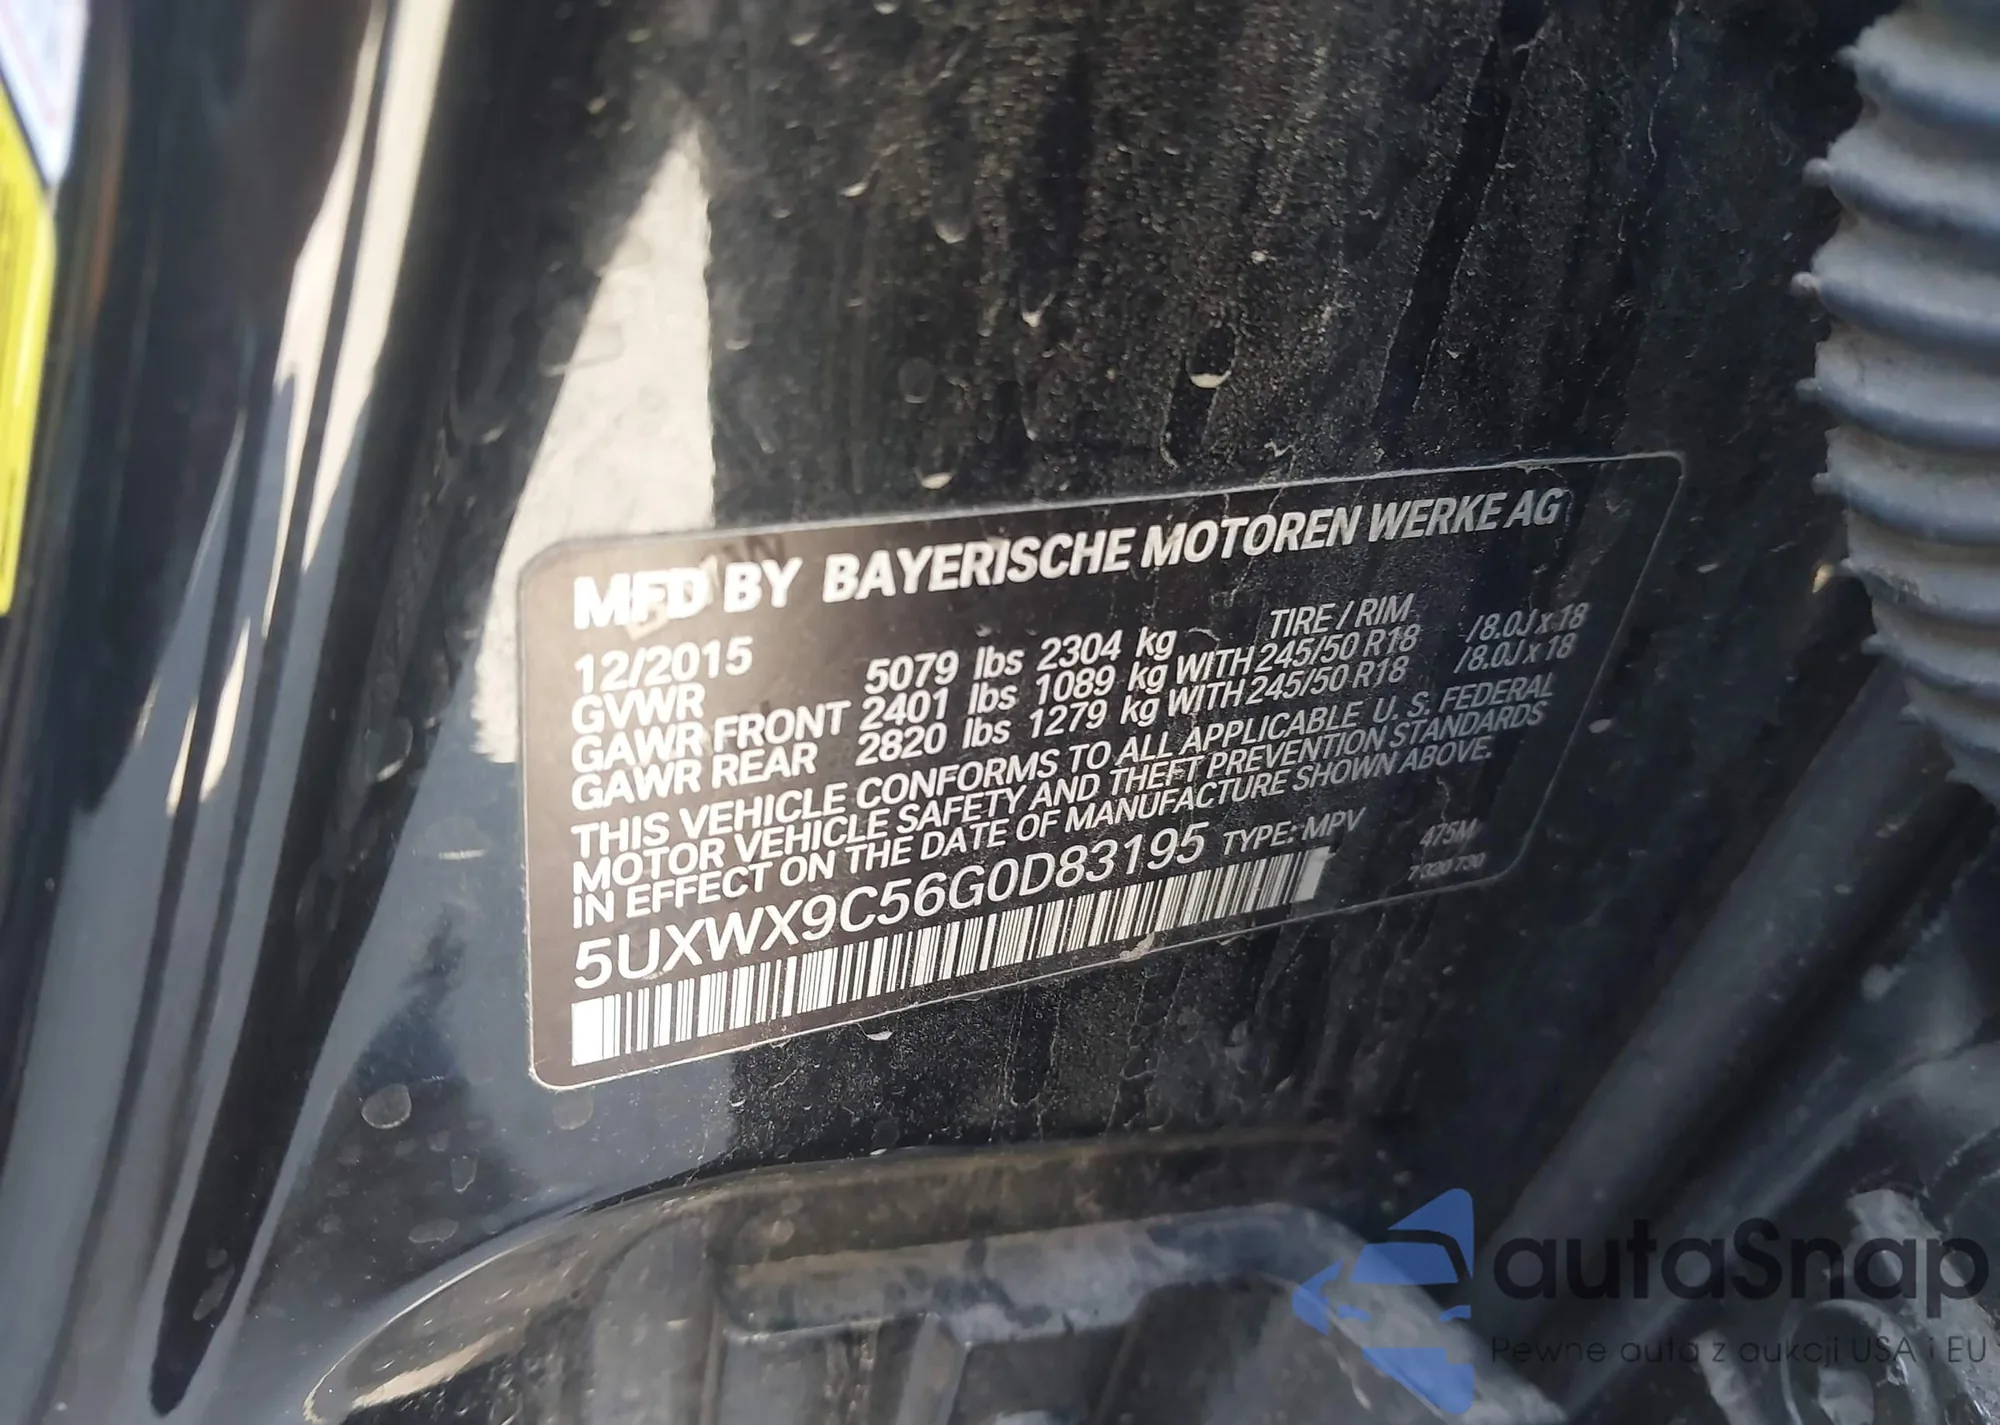 MFD BY BAYERISCHE MOTOREN WERKE AG
12/2015 TIRE / RIM
GVWR 5079 lbs 2304 kg
GAWR FRONT 2401 lbs 1089 kg WITH 245/50 R18 / 8.0J x 18
GAWR REAR 2820 lbs 1279 kg WITH 245/50 R18 / 8.0J x 18
THIS VEHICLE CONFORMS TO ALL APPLICABLE U. S. FEDERAL
MOTOR VEHICLE SAFETY AND THEFT PREVENTION STANDARDS
IN EFFECT ON THE DATE OF MANUFACTURE SHOWN ABOVE.
5UXWX9C56G0D83195 TYPE: MPV 475M
7020730
autaSnap
Pewne auta z aukcji USA i EU